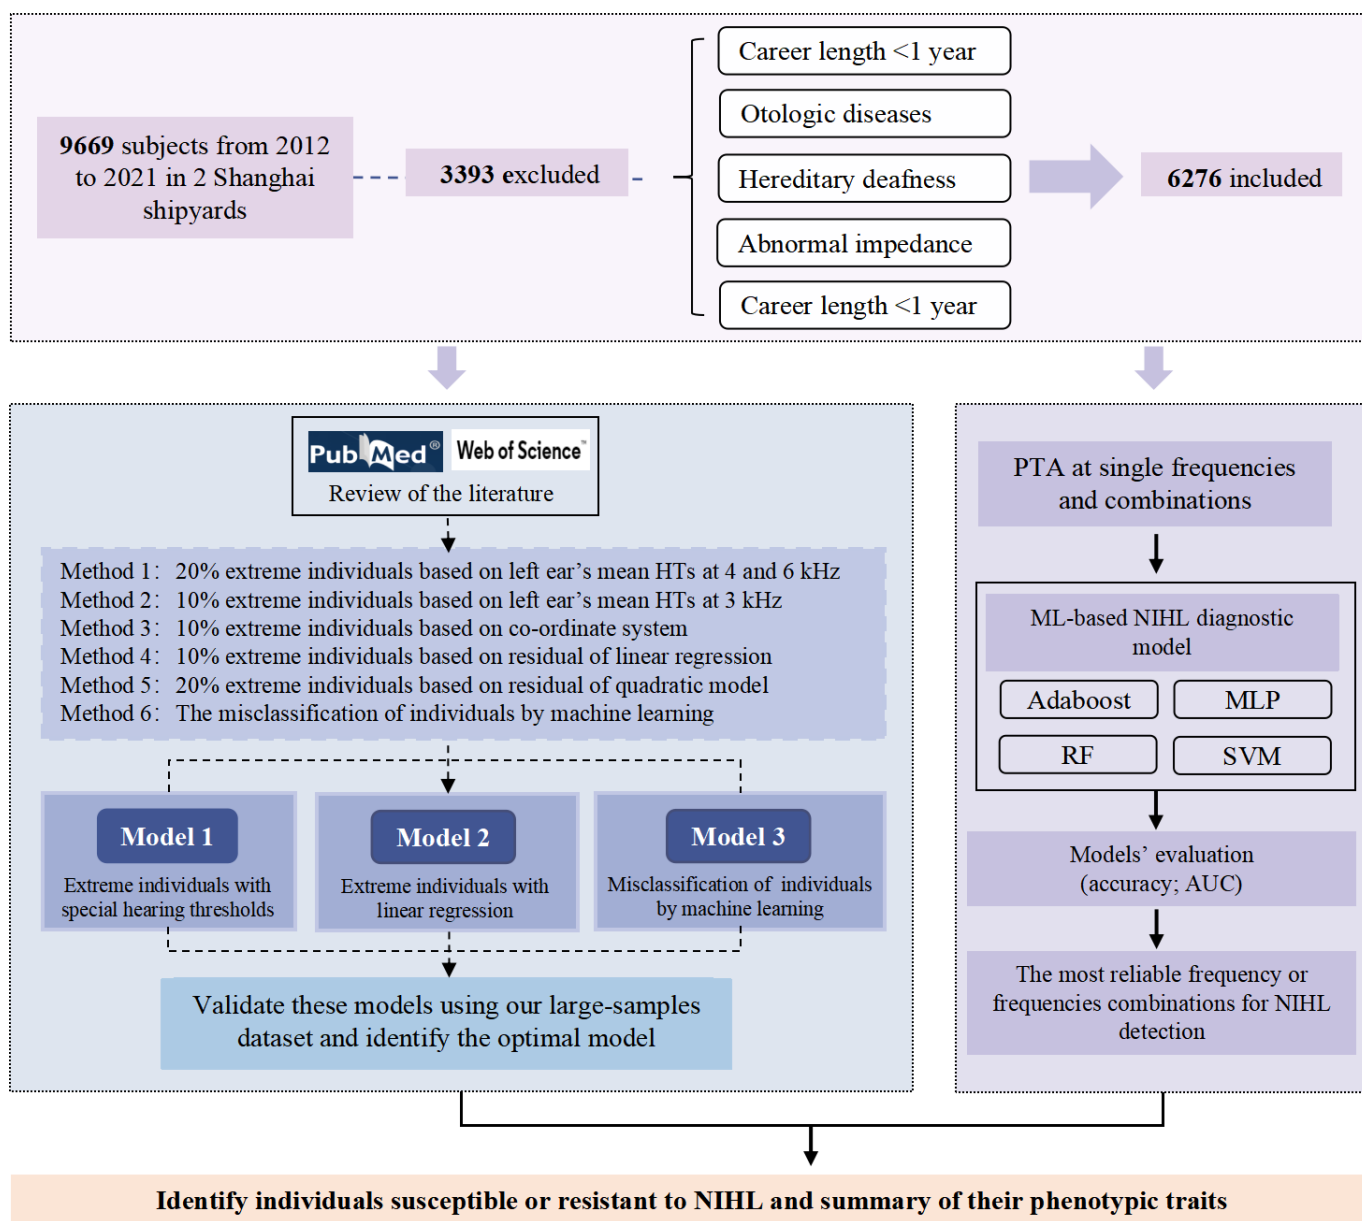 9669 subjects from 2012
to 2021 in 2 Shanghai
shipyards
3393 excluded
Career length <1 year
Otologic diseases
Hereditary deafness
Abnormal impedance
Career length <1 year
6276 included
PubMed®
Web of Science™
Review of the literature
Method 1： 20% extreme individuals based on left ear’s mean HTs at 4 and 6 kHz
Method 2： 10% extreme individuals based on left ear’s mean HTs at 3 kHz
Method 3： 10% extreme individuals based on co-ordinate system
Method 4： 10% extreme individuals based on residual of linear regression
Method 5： 20% extreme individuals based on residual of quadratic model
Method 6： The misclassification of individuals by machine learning
Model 1
Extreme individuals with
special hearing thresholds
Model 2
Extreme individuals with
linear regression
Model 3
Misclassification of individuals
by machine learning
Validate these models using our large-samples
dataset and identify the optimal model
PTA at single frequencies
and combinations
ML-based NIHL diagnostic
model
Adaboost
MLP
RF
SVM
Models’ evaluation
(accuracy; AUC)
The most reliable frequency or
frequencies combinations for NIHL
detection
Identify individuals susceptible or resistant to NIHL and summary of their phenotypic traits